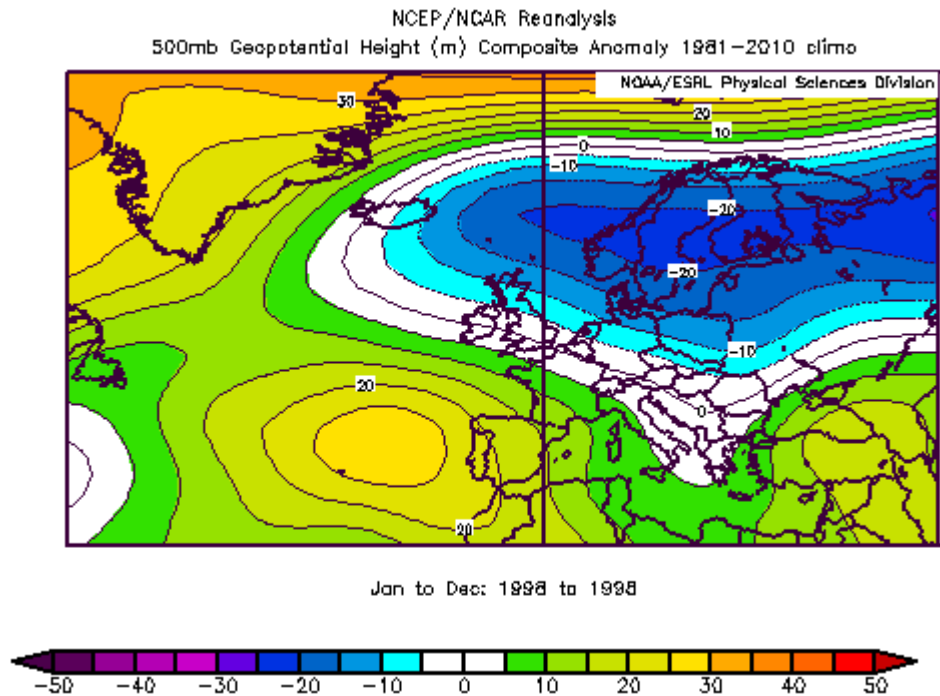 NCEP/NCAR Reanalysis
500mb Geopotential Height (m) Composite Anomaly 1981-2010 climo
NOAA/ESRL Physical Sciences Division
30
20
10
0
-10
-20
-20
-10
20
0
20
Jan to Dec: 1998 to 1998
-50 -40 -30 -20 -10 0 10 20 30 40 50